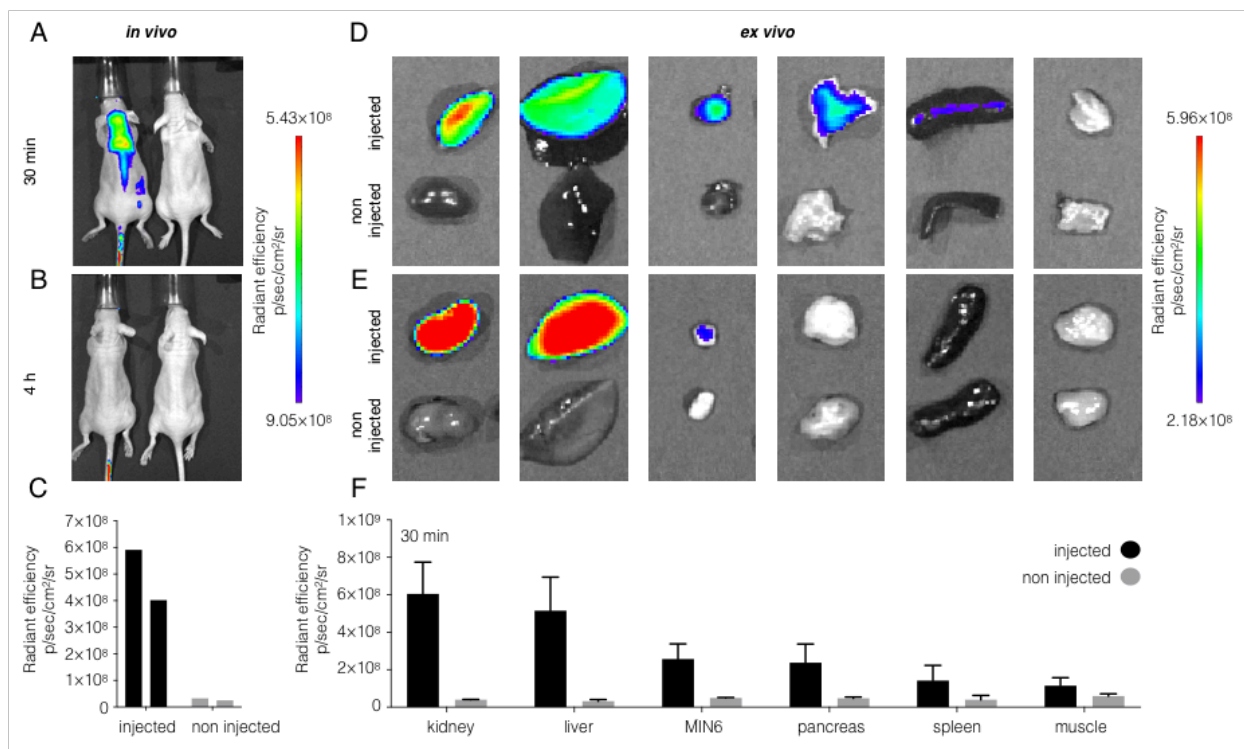 A
in vivo
D
ex vivo
30 min
5.43×10⁸
Radiant efficiency
p/sec/cm²/sr
9.05×10⁸
injected
non
injected
5.96×10⁸
Radiant efficiency
p/sec/cm²/sr
2.18×10⁸
B
4 h
E
injected
non
injected
C
7×10⁸
6×10⁸
5×10⁸
4×10⁸
3×10⁸
2×10⁸
1×10⁸
0
Radiant efficiency
p/sec/cm²/sr
injected
non injected
F
1×10⁹
8×10⁸
6×10⁸
4×10⁸
2×10⁸
0
Radiant efficiency
p/sec/cm²/sr
30 min
injected
non injected
kidney
liver
MIN6
pancreas
spleen
muscle